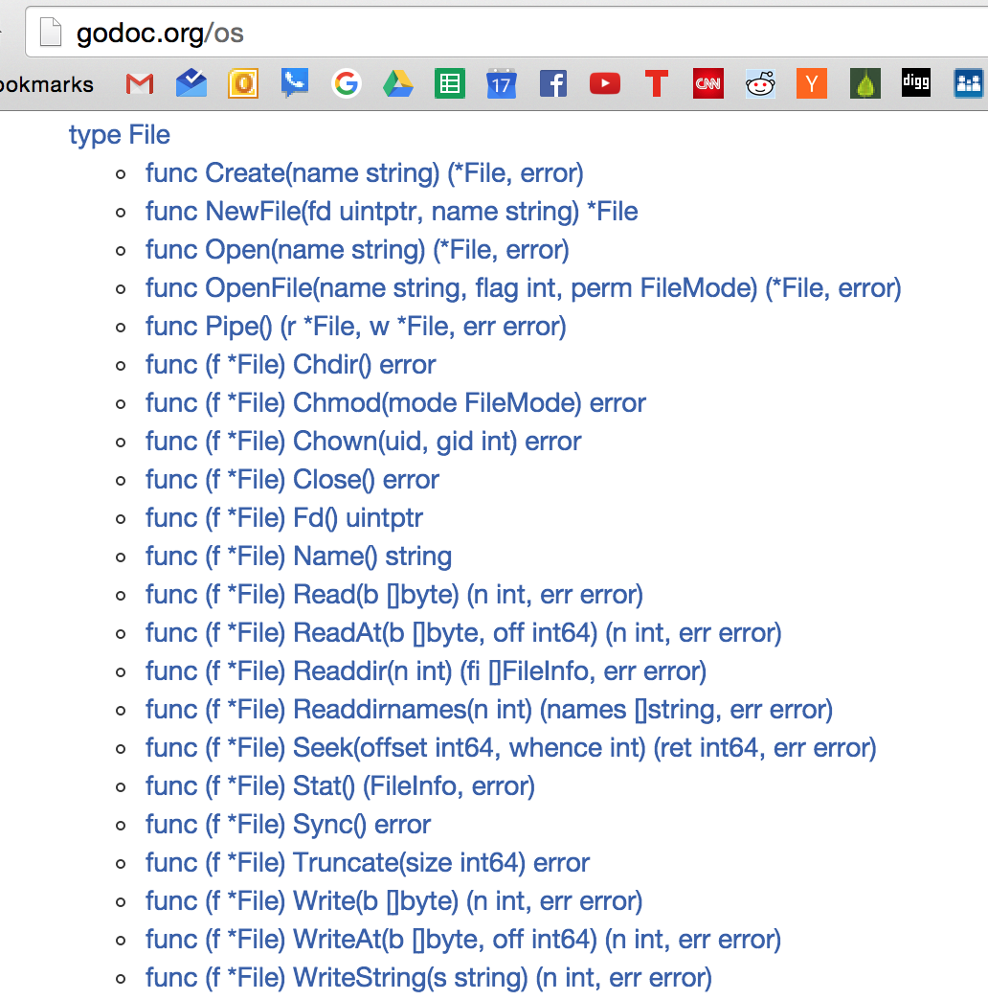 godoc.org/os
ookmarks 17 CNN Y digg
type File
func Create(name string) (*File, error)
func NewFile(fd uintptr, name string) *File
func Open(name string) (*File, error)
func OpenFile(name string, flag int, perm FileMode) (*File, error)
func Pipe() (r *File, w *File, err error)
func (f *File) Chdir() error
func (f *File) Chmod(mode FileMode) error
func (f *File) Chown(uid, gid int) error
func (f *File) Close() error
func (f *File) Fd() uintptr
func (f *File) Name() string
func (f *File) Read(b []byte) (n int, err error)
func (f *File) ReadAt(b []byte, off int64) (n int, err error)
func (f *File) Readdir(n int) (fi []FileInfo, err error)
func (f *File) Readdirnames(n int) (names []string, err error)
func (f *File) Seek(offset int64, whence int) (ret int64, err error)
func (f *File) Stat() (FileInfo, error)
func (f *File) Sync() error
func (f *File) Truncate(size int64) error
func (f *File) Write(b []byte) (n int, err error)
func (f *File) WriteAt(b []byte, off int64) (n int, err error)
func (f *File) WriteString(s string) (n int, err error)